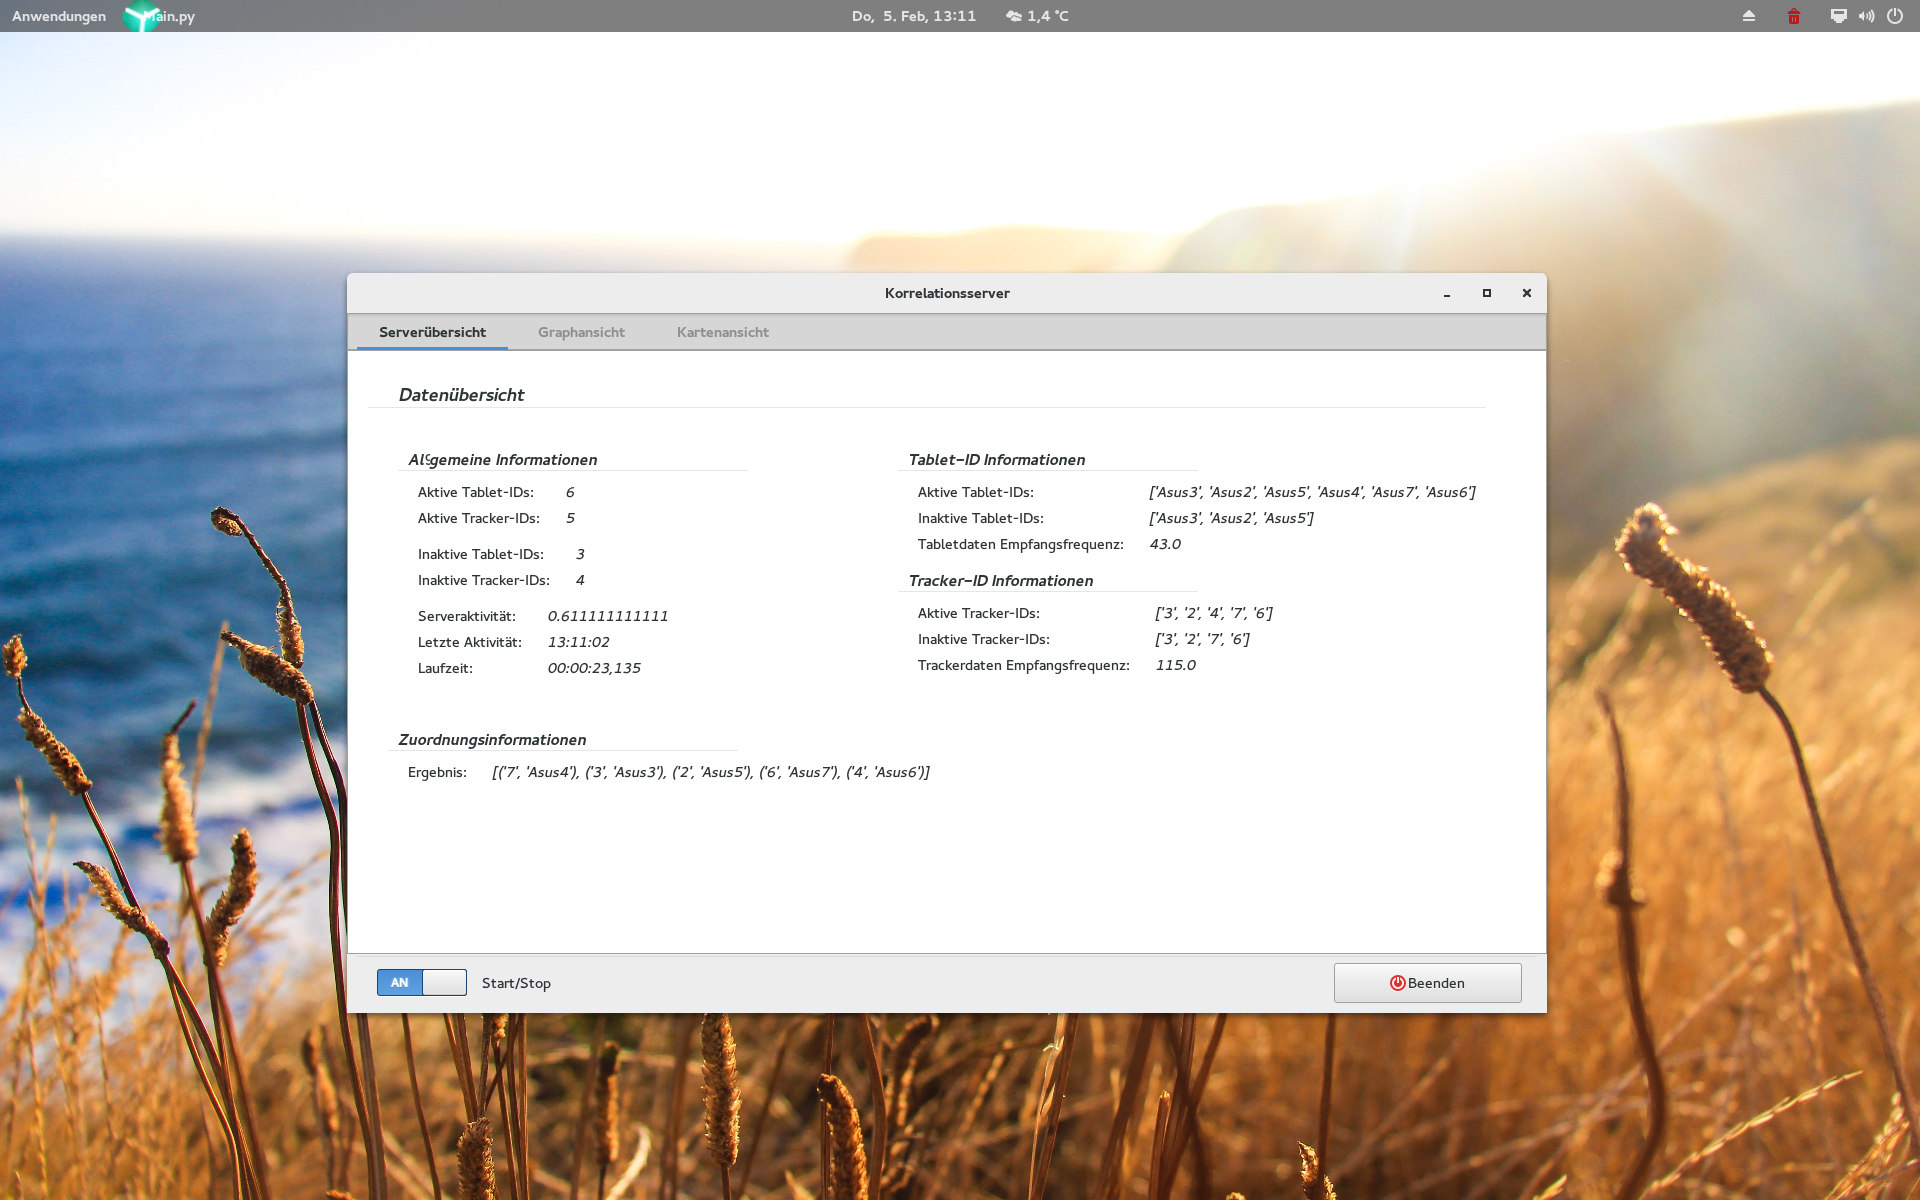 Anwendungen Main.py Do, 5. Feb, 13:11 1,4 °C
Korrelationsserver
Serverübersicht Graphansicht Kartenansicht
Datenübersicht
Allgemeine Informationen
Aktive Tablet-IDs: 6
Aktive Tracker-IDs: 5
Inaktive Tablet-IDs: 3
Inaktive Tracker-IDs: 4
Serveraktivität: 0.611111111111
Letzte Aktivität: 13:11:02
Laufzeit: 00:00:23,135
Tablet-ID Informationen
Aktive Tablet-IDs: ['Asus3', 'Asus2', 'Asus5', 'Asus4', 'Asus7', 'Asus6']
Inaktive Tablet-IDs: ['Asus3', 'Asus2', 'Asus5']
Tabletdaten Empfangsfrequenz: 43.0
Tracker-ID Informationen
Aktive Tracker-IDs: ['3', '2', '4', '7', '6']
Inaktive Tracker-IDs: ['3', '2', '7', '6']
Trackerdaten Empfangsfrequenz: 115.0
Zuordnungsinformationen
Ergebnis: [('7', 'Asus4'), ('3', 'Asus3'), ('2', 'Asus5'), ('6', 'Asus7'), ('4', 'Asus6')]
AN Start/Stop Beenden